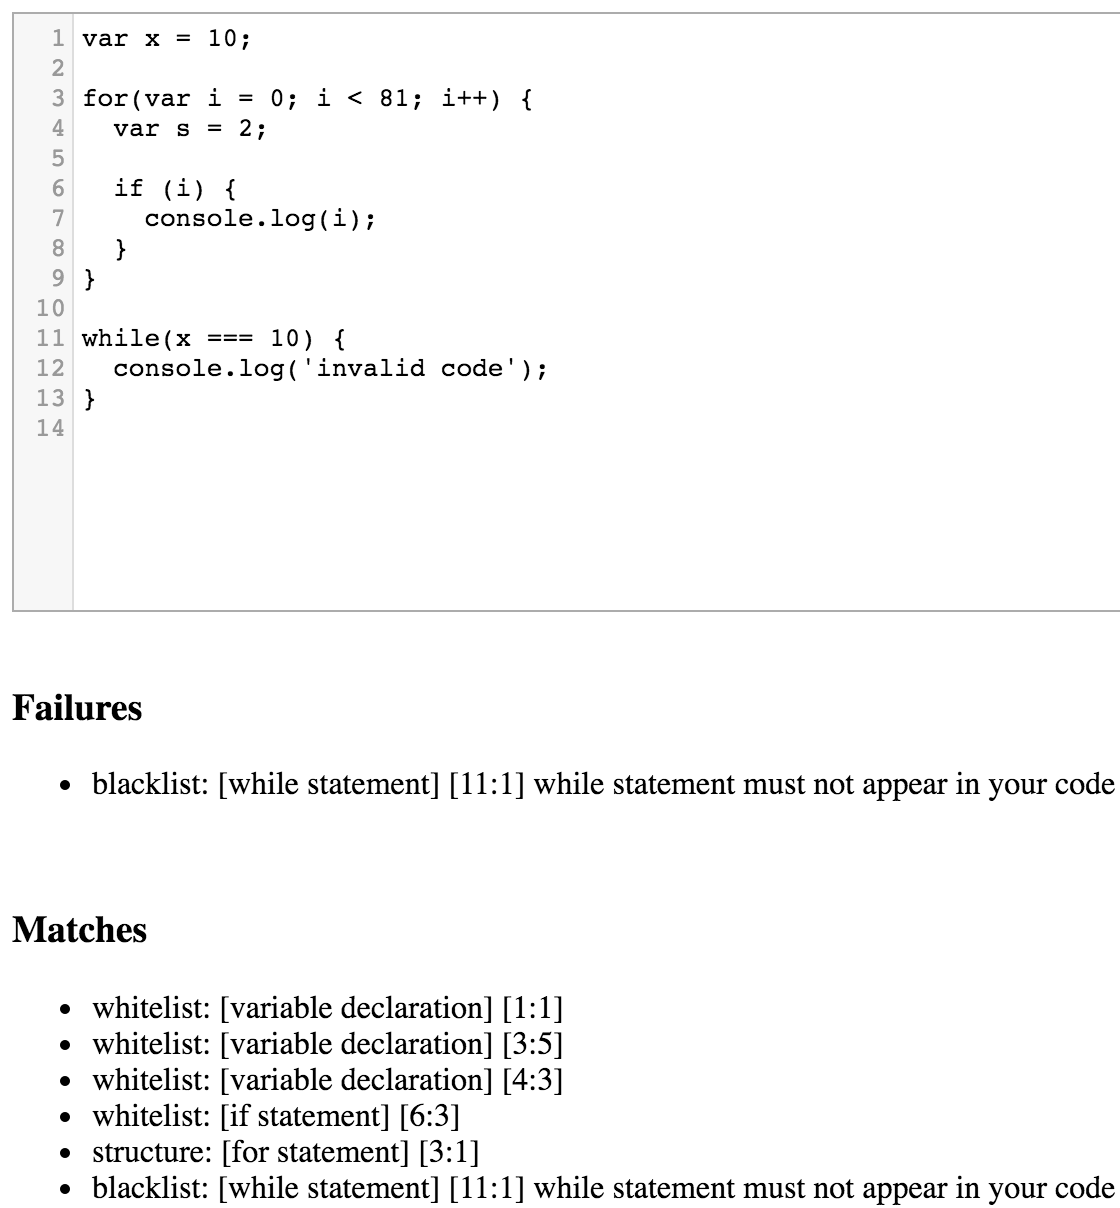 1 var x = 10;
2
3 for(var i = 0; i < 81; i++) {
4   var s = 2;
5
6   if (i) {
7     console.log(i);
8   }
9 }
10
11 while(x === 10) {
12   console.log('invalid code');
13 }
14
Failures
• blacklist: [while statement] [11:1] while statement must not appear in your code
Matches
• whitelist: [variable declaration] [1:1]
• whitelist: [variable declaration] [3:5]
• whitelist: [variable declaration] [4:3]
• whitelist: [if statement] [6:3]
• structure: [for statement] [3:1]
• blacklist: [while statement] [11:1] while statement must not appear in your code